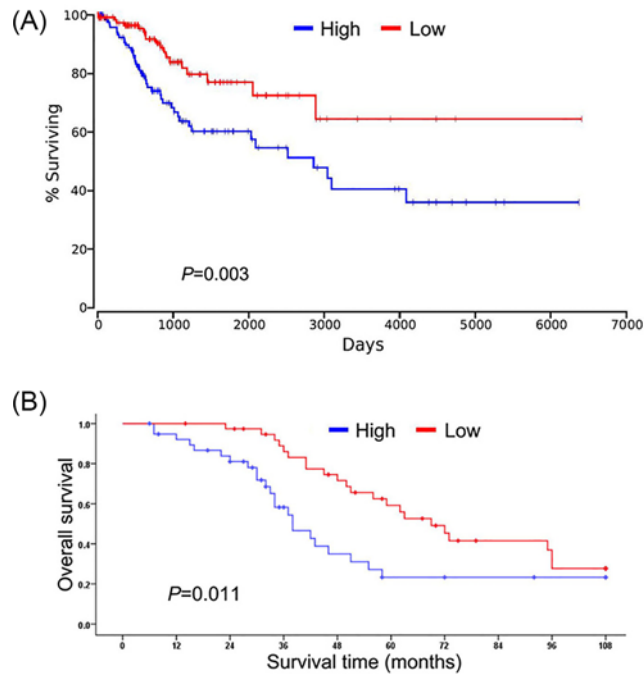 (A)
High Low
100
80
60
40
20
0
% Surviving
P=0.003
0 1000 2000 3000 4000 5000 6000 7000
Days
(B)
High Low
1.0
0.8
0.6
0.4
0.2
0.0
Overall survival
P=0.011
0 12 24 36 48 60 72 84 96 108
Survival time (months)